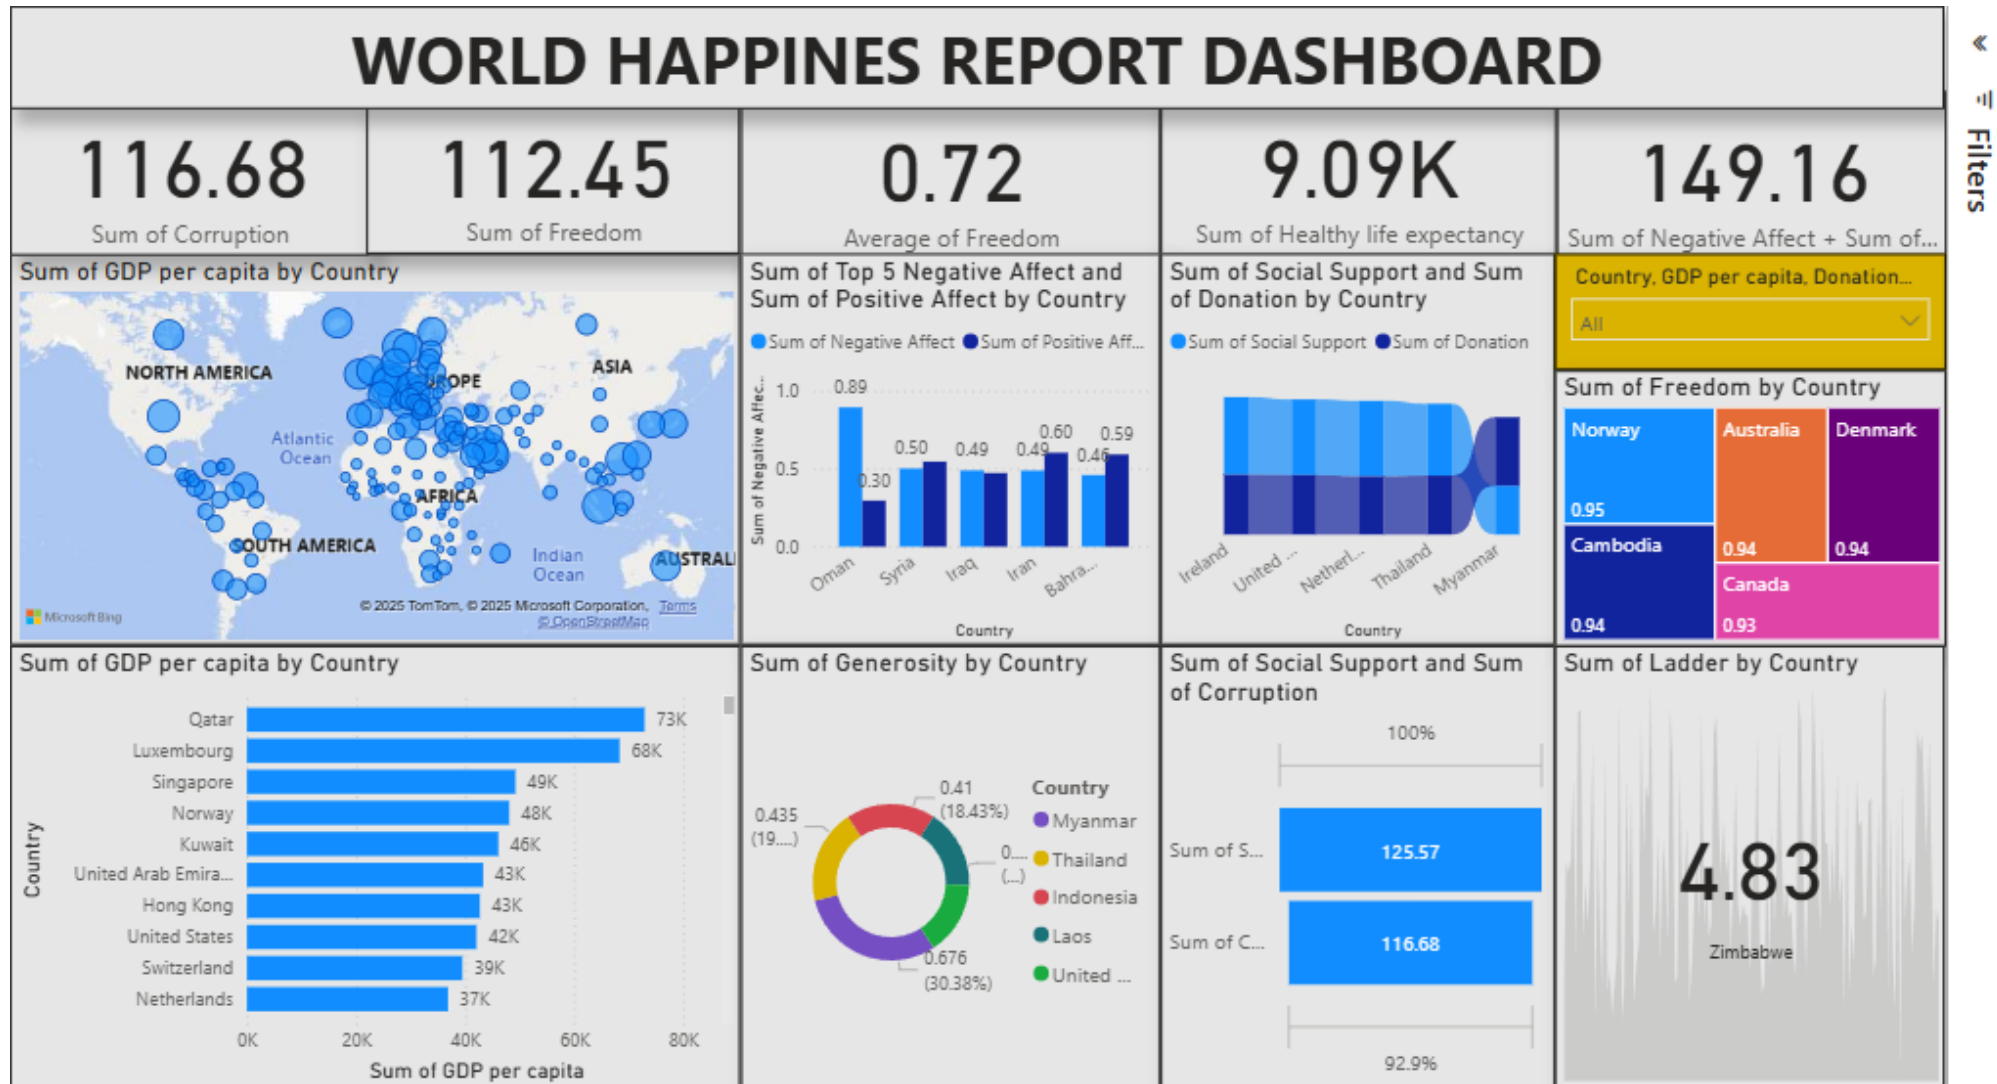 WORLD HAPPINES REPORT DASHBOARD
Filters
116.68
Sum of Corruption
112.45
Sum of Freedom
0.72
Average of Freedom
9.09K
Sum of Healthy life expectancy
149.16
Sum of Negative Affect + Sum of...
Sum of GDP per capita by Country
NORTH AMERICA
ASIA
Atlantic
Ocean
AFRICA
SOUTH AMERICA
Indian
Ocean
AUSTRALI
© 2025 TomTom, © 2025 Microsoft Corporation, Terms
© OpenStreetMap
Microsoft Bing
Sum of Top 5 Negative Affect and
Sum of Positive Affect by Country
Sum of Negative Affect
Sum of Positive Aff...
Sum of Negative Affec...
1.0
0.5
0.0
0.89
0.30
0.50
0.49
0.49
0.60
0.46
0.59
Oman
Syria
Iraq
Iran
Bahra...
Country
Sum of Social Support and Sum
of Donation by Country
Sum of Social Support
Sum of Donation
Ireland
United ...
Netherl...
Thailand
Myanmar
Country
Country, GDP per capita, Donation...
All
Sum of Freedom by Country
Norway
0.95
Cambodia
0.94
Australia
0.94
Denmark
0.94
Canada
0.93
Sum of GDP per capita by Country
Country
Qatar 73K
Luxembourg 68K
Singapore 49K
Norway 48K
Kuwait 46K
United Arab Emira... 43K
Hong Kong 43K
United States 42K
Switzerland 39K
Netherlands 37K
0K 20K 40K 60K 80K
Sum of GDP per capita
Sum of Generosity by Country
0.41
(18.43%)
0.435
(19....)
0....
(...)
0.676
(30.38%)
Country
Myanmar
Thailand
Indonesia
Laos
United ...
Sum of Social Support and Sum
of Corruption
100%
Sum of S... 125.57
Sum of C... 116.68
92.9%
Sum of Ladder by Country
4.83
Zimbabwe